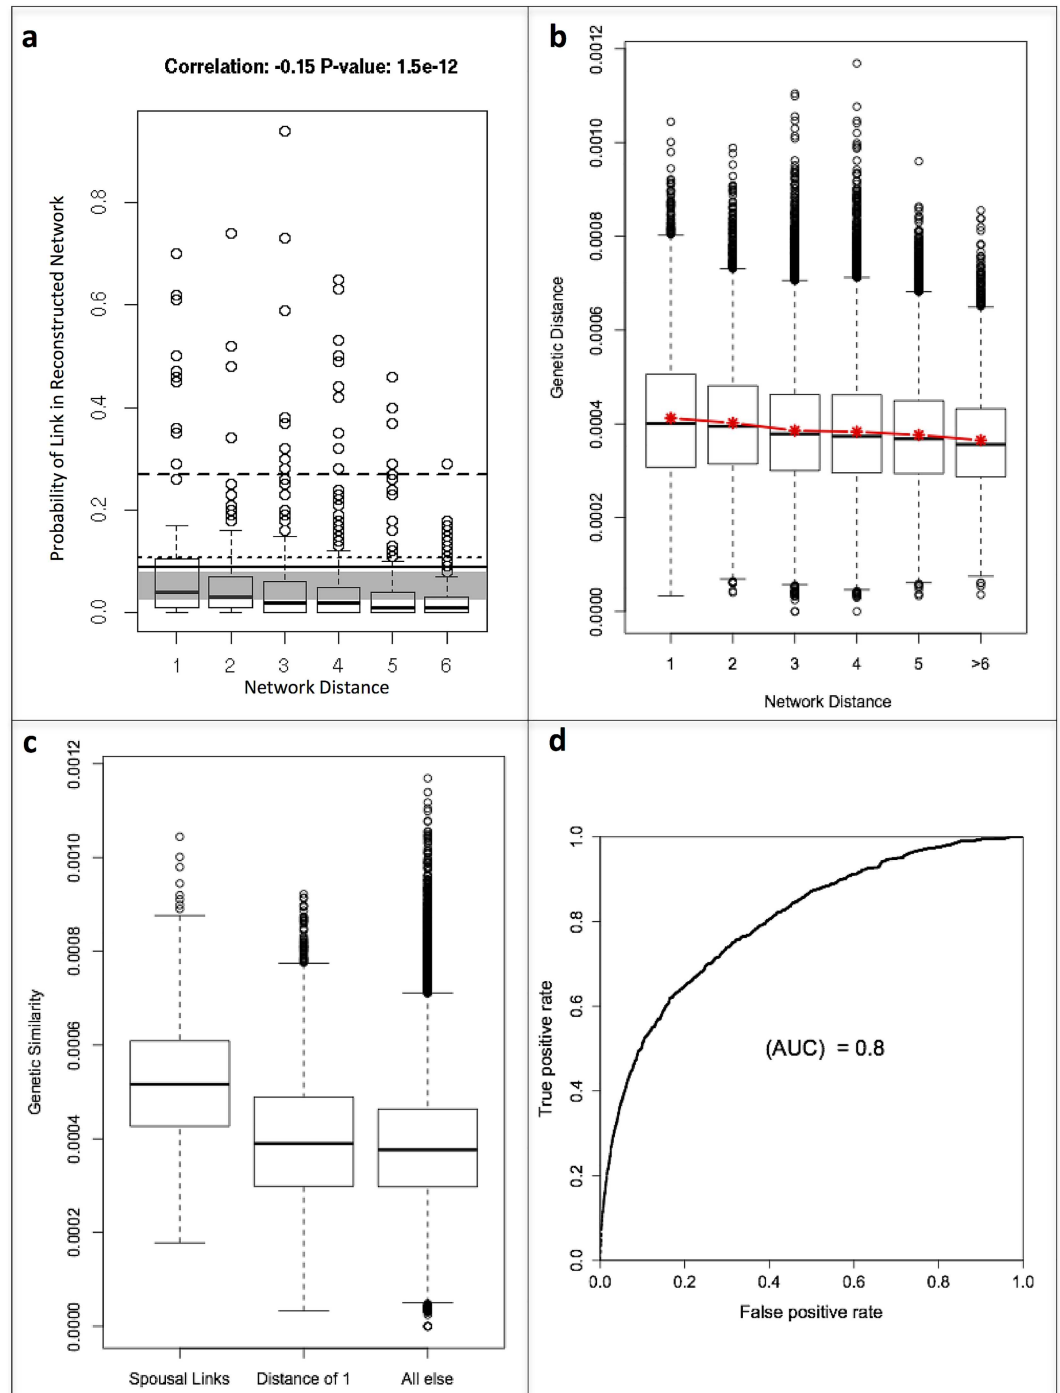 a
Correlation: -0.15 P-value: 1.5e-12
Probability of Link in Reconstructed Network
0.8
0.6
0.4
0.2
0.0
1 2 3 4 5 6
Network Distance
b
Genetic Distance
0.0012
0.0010
0.0008
0.0006
0.0004
0.0002
0.0000
1 2 3 4 5 >6
Network Distance
c
Genetic Similarity
0.0012
0.0010
0.0008
0.0006
0.0004
0.0002
0.0000
Spousal Links Distance of 1 All else
d
True positive rate
1.0
0.8
0.6
0.4
0.2
0.0
(AUC) = 0.8
0.0 0.2 0.4 0.6 0.8 1.0
False positive rate